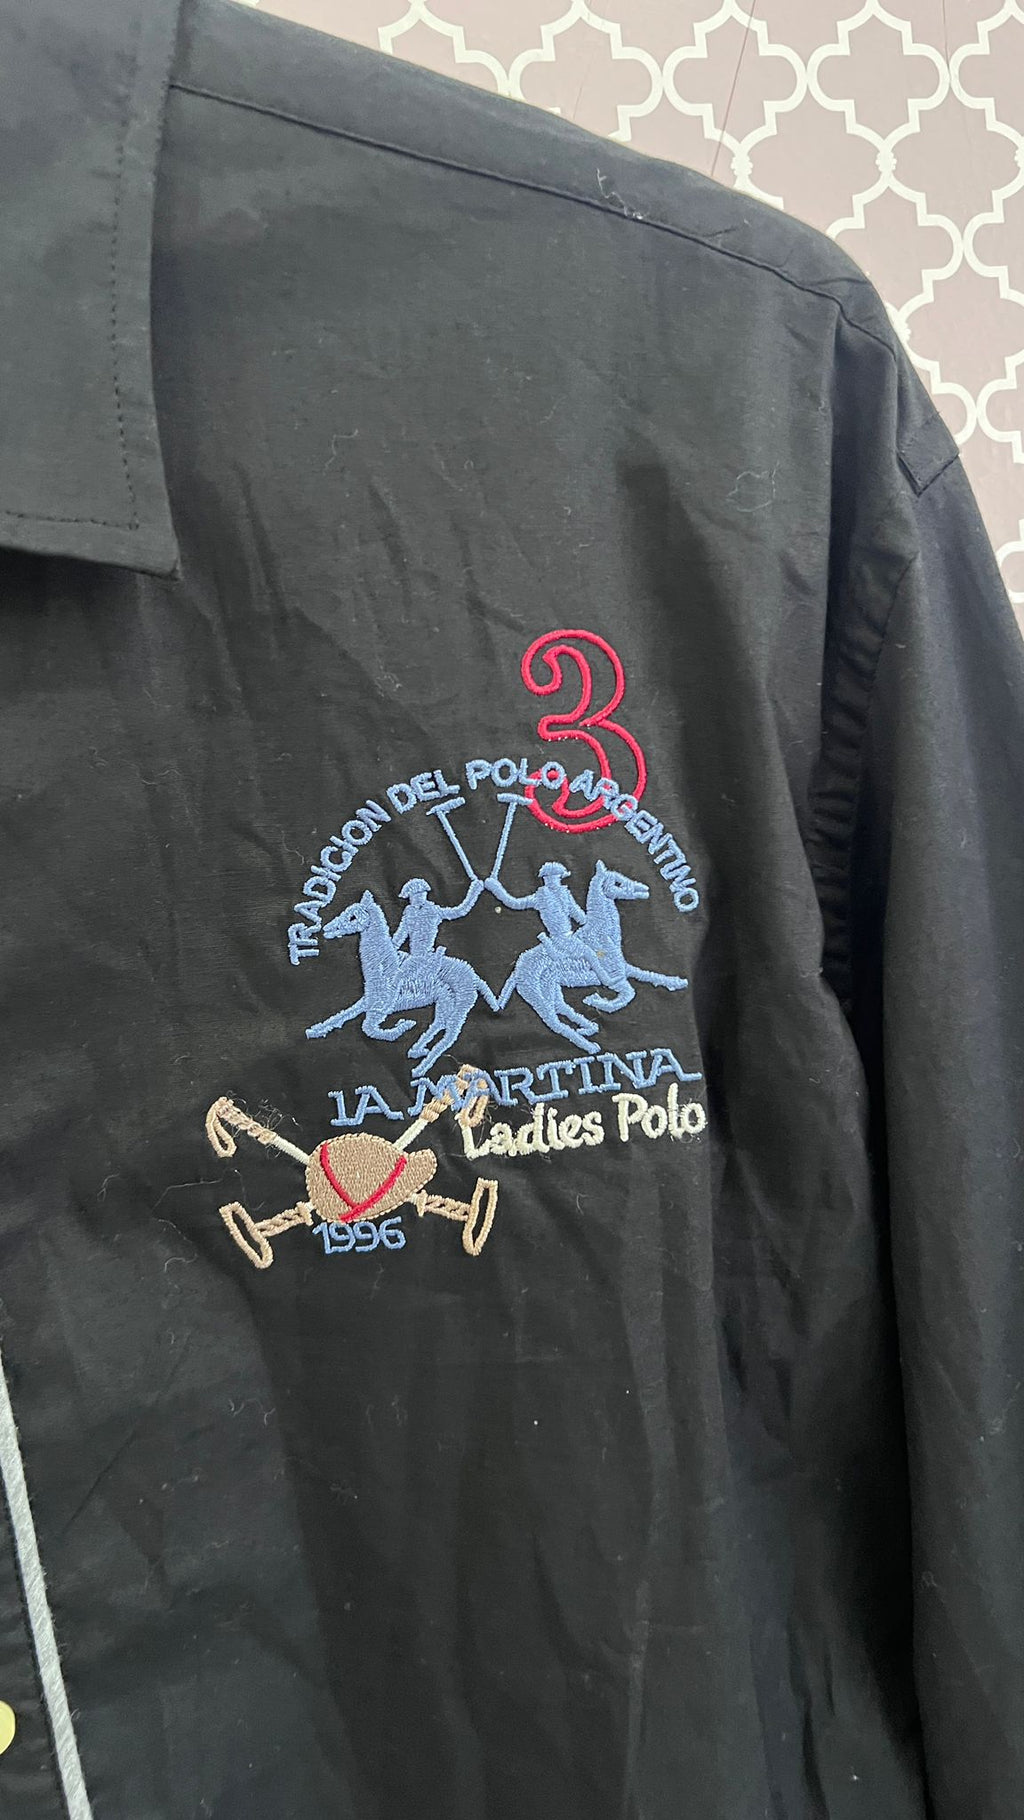 3
TRADICION DEL POLO ARGENTINO
LA MARTINA
Ladies Polo
1996